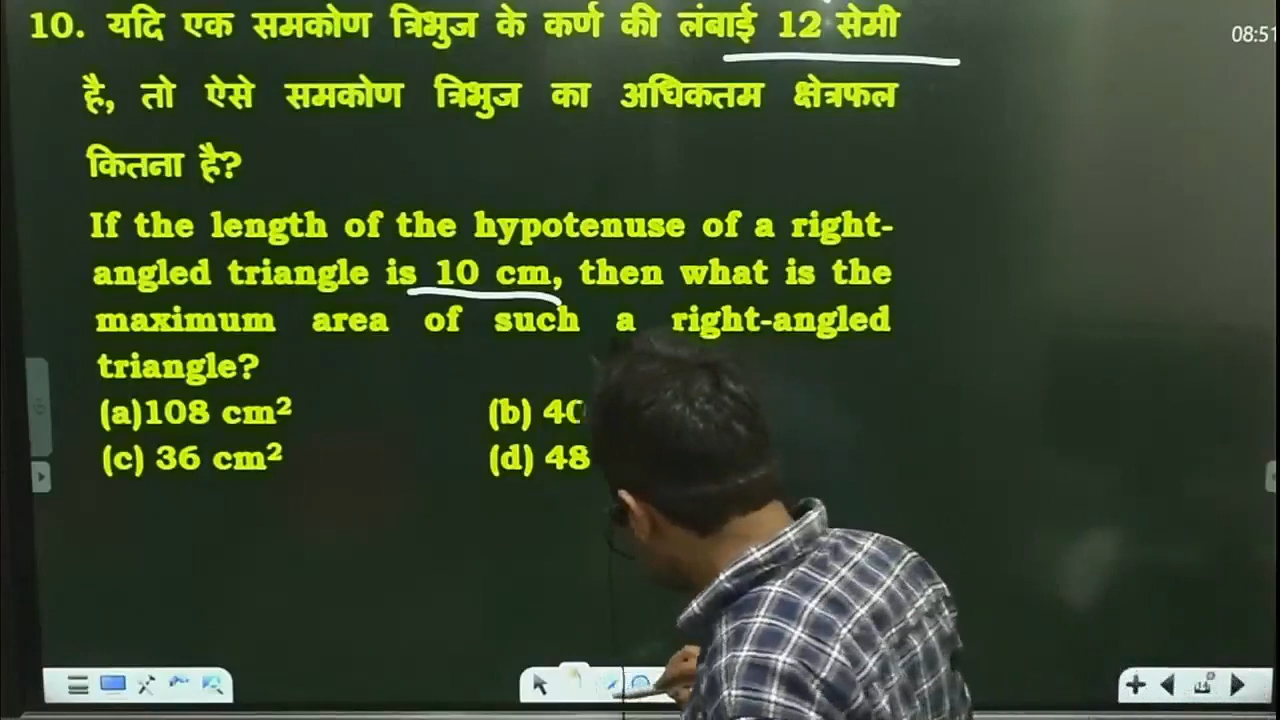 10. यदि एक समकोण त्रिभुज के कर्ण की लंबाई 12 सेमी
08:51
है, तो ऐसे समकोण त्रिभुज का अधिकतम क्षेत्रफल
कितना है?
If the length of the hypotenuse of a right-
angled triangle is 10 cm, then what is the
maximum area of such a right-angled
triangle?
(a)108 cm² (b)
(c) 36 cm² (d) 48